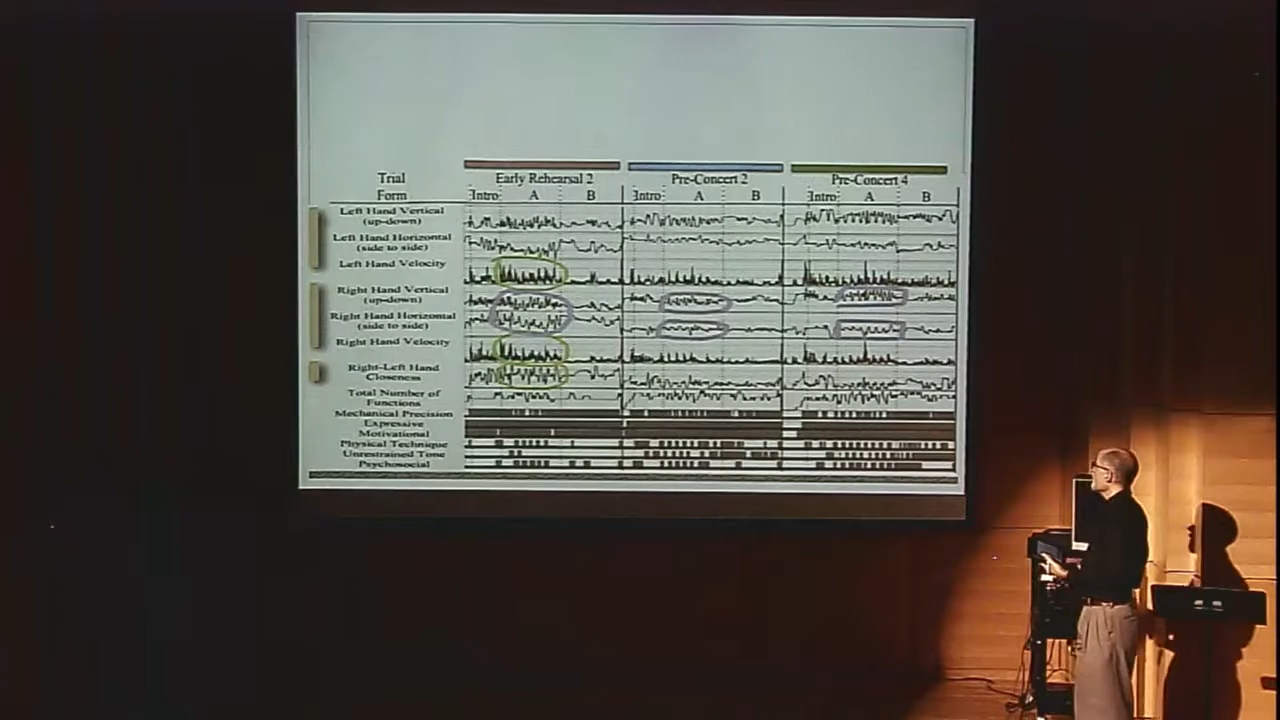 Trial Early Rehearsal 2 Pre-Concert 2 Pre-Concert 4
Form Intro A B Intro A B Intro A B
Left Hand Vertical
(up-down)
Left Hand Horizontal
(side to side)
Left Hand Velocity
Right Hand Vertical
(up-down)
Right Hand Horizontal
(side to side)
Right Hand Velocity
Right-Left Hand
Closeness
Total Number of
Functions
Mechanical Precision
Expressive
Motivational
Physical Technique
Unrestrained Tone
Psychosocial